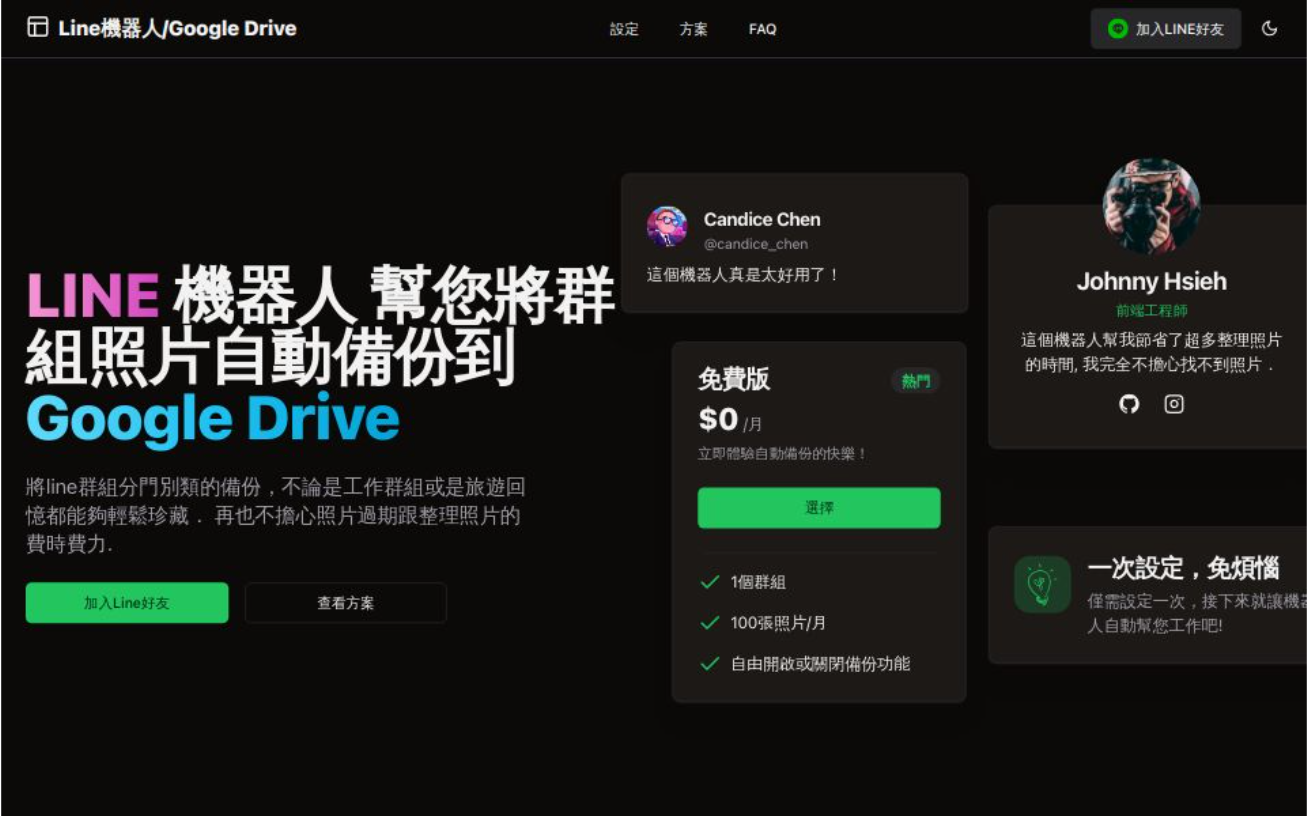 Line機器人/Google Drive
設定
方案
FAQ
加入LINE好友
LINE 機器人 幫您將群
組照片自動備份到
Google Drive
將line群組分門別類的備份，不論是工作群組或是旅遊回
憶都能夠輕鬆珍藏． 再也不擔心照片過期跟整理照片的
費時費力.
加入Line好友
查看方案
Candice Chen
@candice_chen
這個機器人真是太好用了！
免費版
熱門
$0 /月
立即體驗自動備份的快樂！
選擇
1個群組
100張照片/月
自由開啟或關閉備份功能
Johnny Hsieh
前端工程師
這個機器人幫我節省了超多整理照片
的時間, 我完全不擔心找不到照片．
一次設定，免煩惱
僅需設定一次，接下來就讓機器
人自動幫您工作吧!